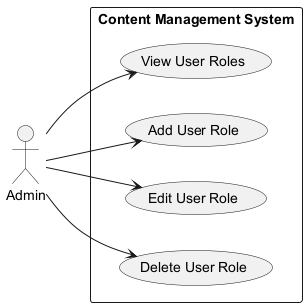 Content Management System
View User Roles
Add User Role
Admin
Edit User Role
Delete User Role